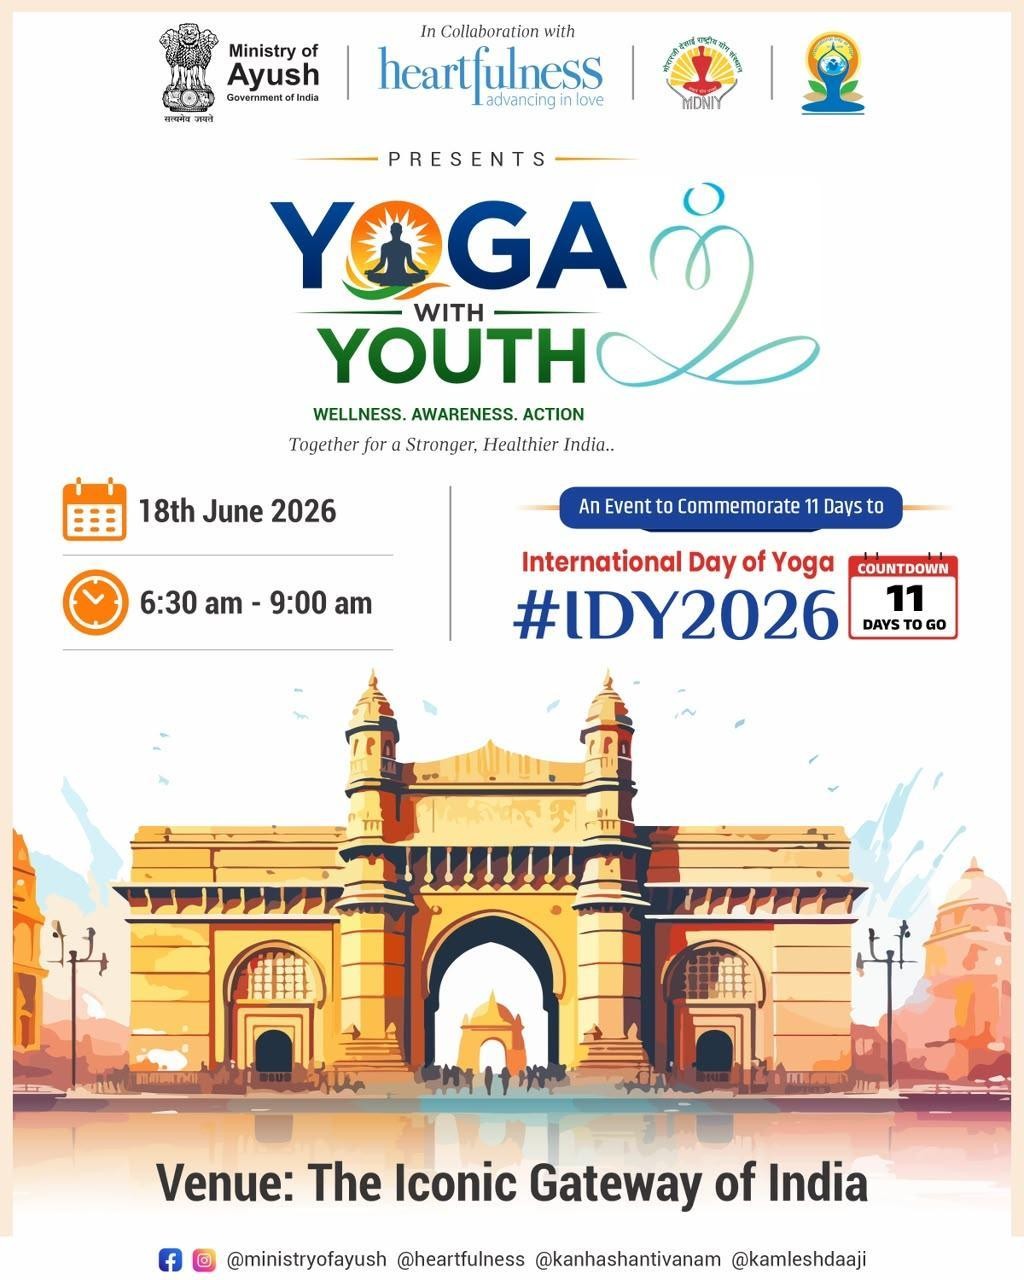 In Collaboration with
Ministry of
Ayush
Government of India
सत्यमेव जयते
heartfulness
advancing in love
मोरारजी देसाई राष्ट्रीय योग संस्थान
MDNIY
PRESENTS
YOGA
WITH
YOUTH
WELLNESS. AWARENESS. ACTION
Together for a Stronger, Healthier India..
18th June 2026
6:30 am - 9:00 am
An Event to Commemorate 11 Days to
International Day of Yoga
#IDY2026
COUNTDOWN
11
DAYS TO GO
Venue: The Iconic Gateway of India
@ministryofayush @heartfulness @kanhashantivanam @kamleshdaaji